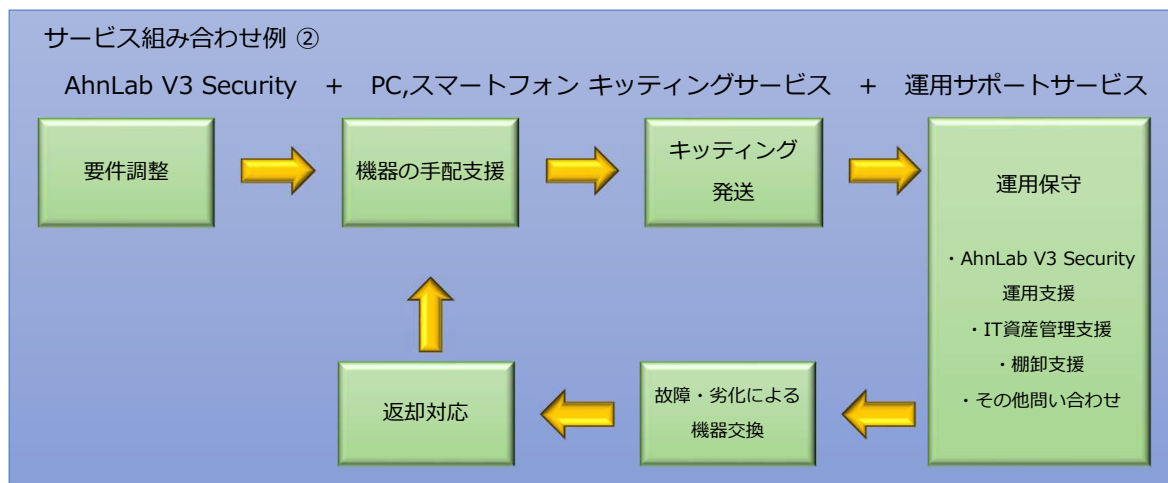 サービス組み合わせ例 ②
AhnLab V3 Security + PC,スマートフォン キッティングサービス + 運用サポートサービス
要件調整
機器の手配支援
キッティング
発送
運用保守
・AhnLab V3 Security
運用支援
・IT資産管理支援
・棚卸支援
・その他問い合わせ
故障・劣化による
機器交換
返却対応